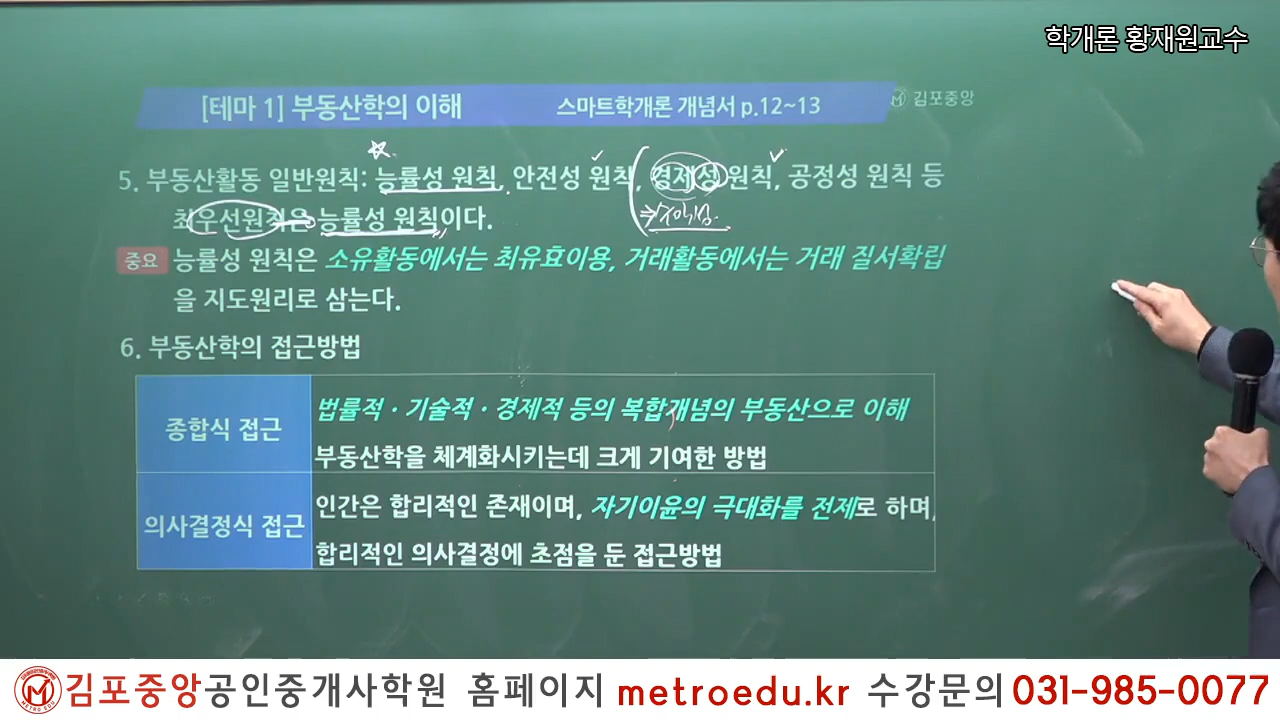 학개론 황재원교수
[테마 1] 부동산학의 이해 스마트학개론 개념서 p.12~13
김포중앙
5. 부동산활동 일반원칙: 능률성 원칙, 안전성 원칙, 경제성 원칙, 공정성 원칙 등
최우선원칙은 능률성 원칙이다.
중요 능률성 원칙은 소유활동에서는 최유효이용, 거래활동에서는 거래 질서확립
을 지도원리로 삼는다.
6. 부동산학의 접근방법
종합식 접근
법률적 · 기술적 · 경제적 등의 복합개념의 부동산으로 이해
부동산학을 체계화시키는데 크게 기여한 방법
의사결정식 접근
인간은 합리적인 존재이며, 자기이윤의 극대화를 전제로 하며,
합리적인 의사결정에 초점을 둔 접근방법
김포중앙공인중개사학원 홈페이지 metroedu.kr 수강문의 031-985-0077
METRO EDU